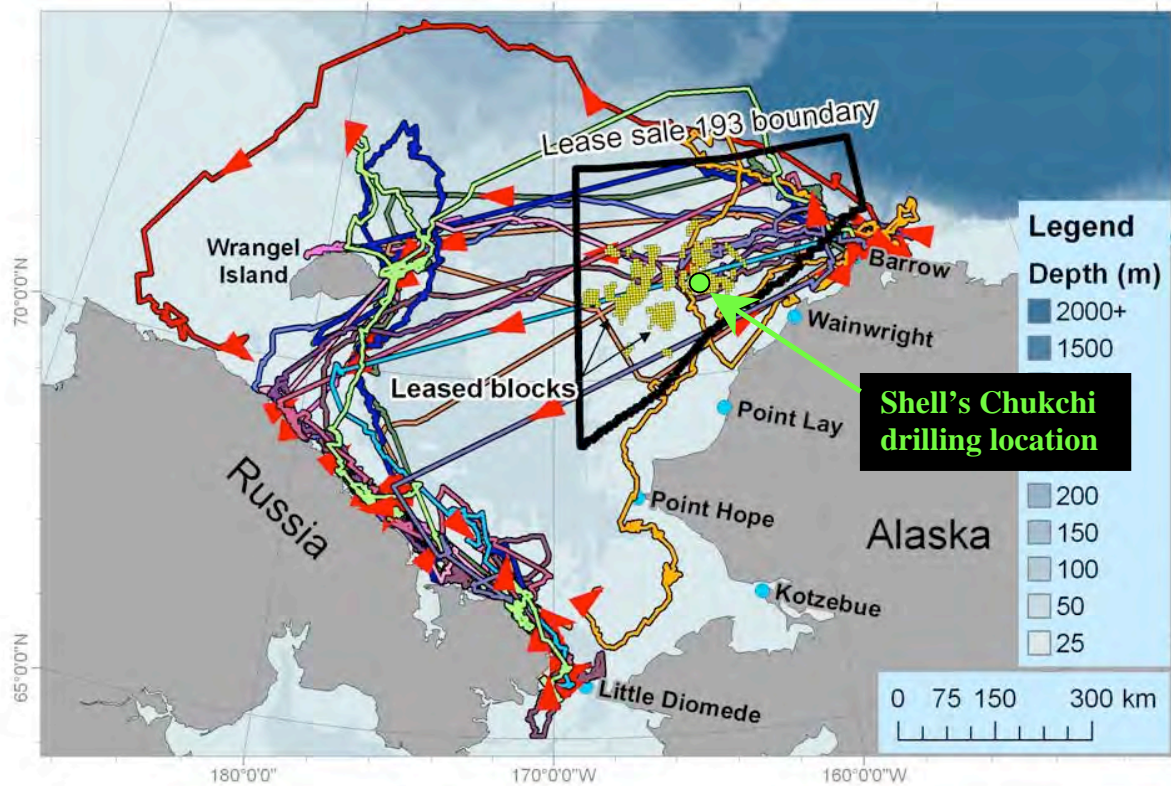 Lease sale 193 boundary
Wrangel
Island
Barrow
Wainwright
Leased blocks
Point Lay
Shell's Chukchi
drilling location
Russia
Point Hope
Alaska
Kotzebue
Little Diomede
Legend
Depth (m)
2000+
1500
200
150
100
50
25
0 75 150 300 km
70°0'0"N
65°0'0"N
180°0'0"
170°0'0"W
160°0'0"W